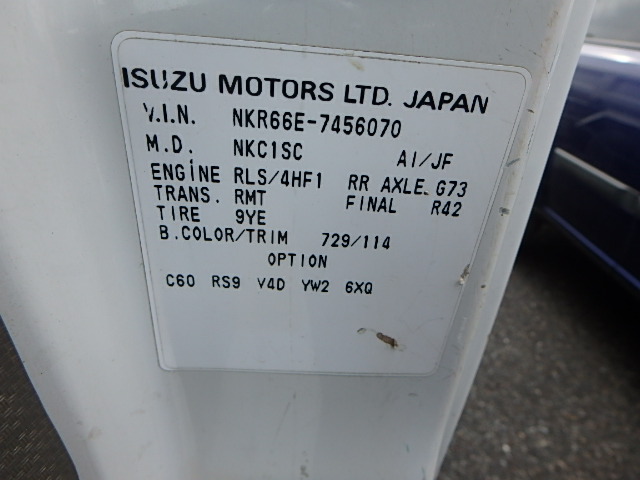 ISUZU MOTORS LTD. JAPAN
V.I.N. NKR66E-7456070
M.D. NKC1SC AI/JF
ENGINE RLS/4HF1 RR AXLE. G73
TRANS. RMT FINAL R42
TIRE 9YE
B.COLOR/TRIM 729/114
OPTION
C60 RS9 V4D YW2 6XQ